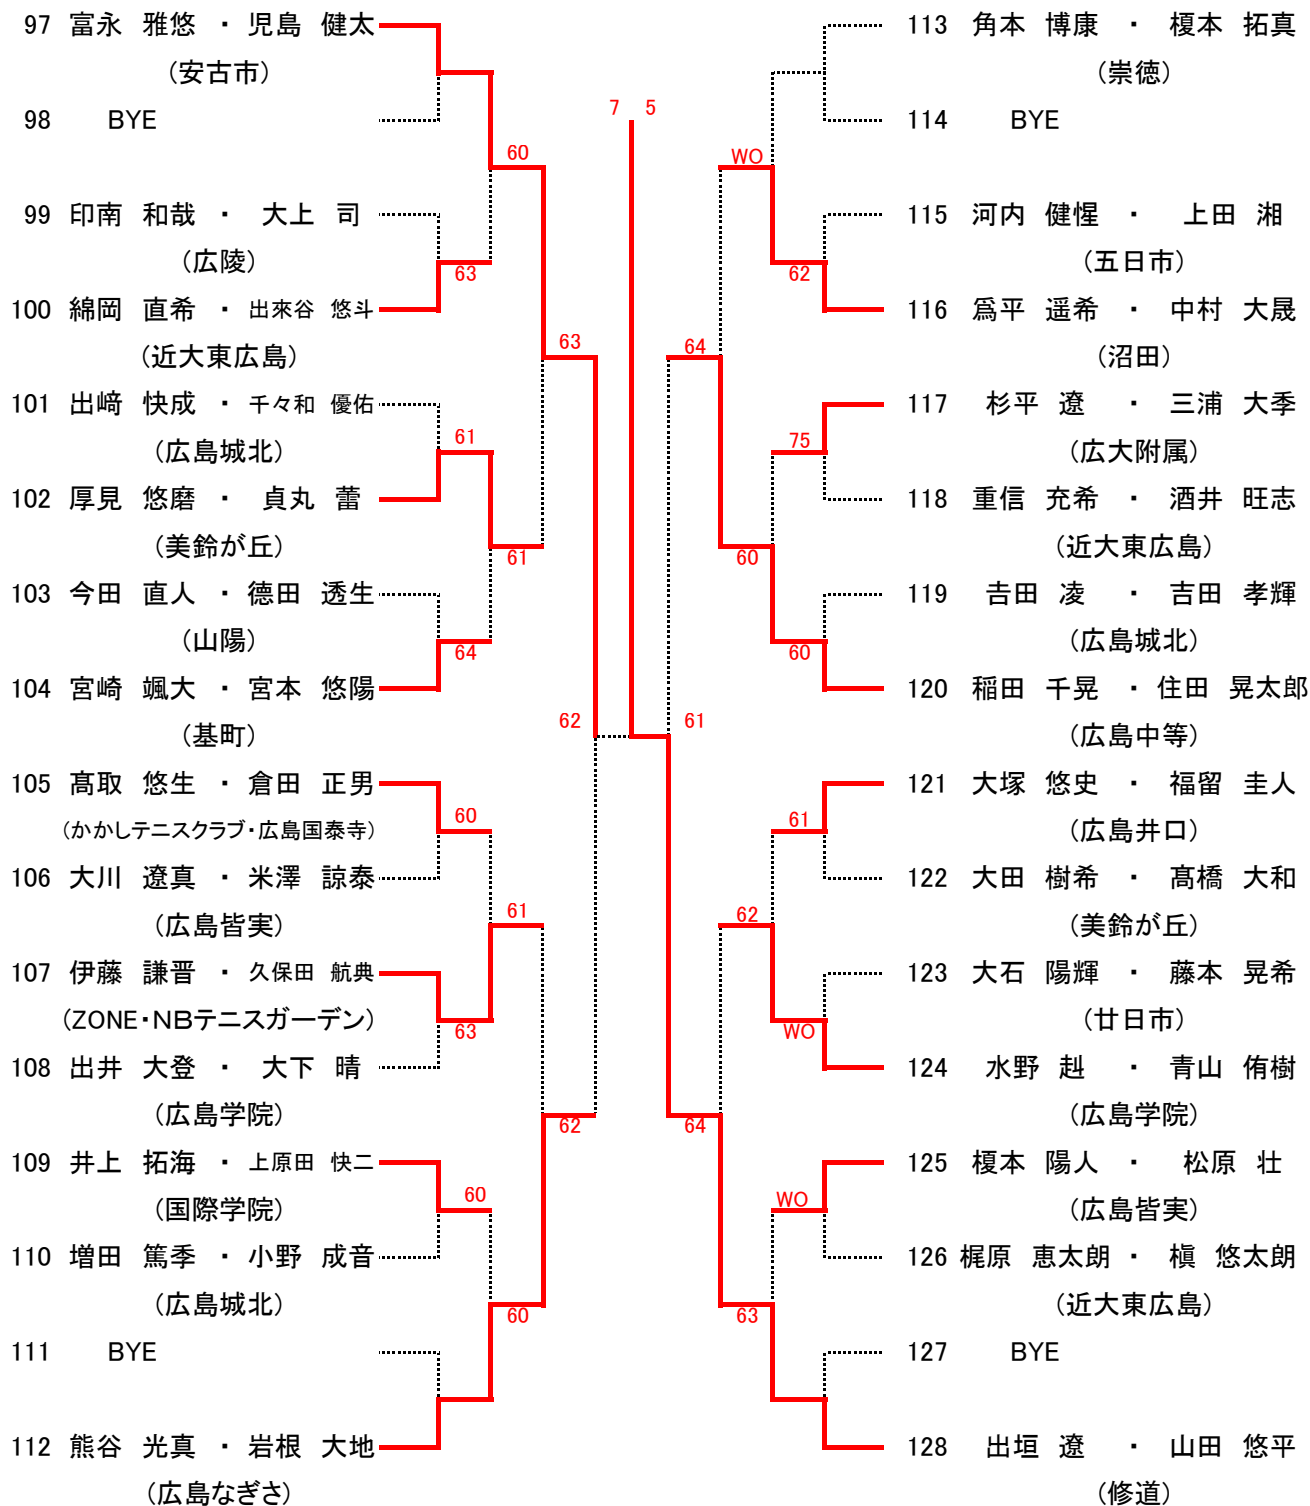 97 富永 雅悠 ・ 児島 健太
(安古市)
98 BYE
99 印南 和哉 ・ 大上 司
(広陵)
100 綿岡 直希 ・ 出來谷 悠斗
(近大東広島)
101 出﨑 快成 ・ 千々和 優佑
(広島城北)
102 厚見 悠磨 ・ 貞丸 蕾
(美鈴が丘)
103 今田 直人 ・ 德田 透生
(山陽)
104 宮崎 颯大 ・ 宮本 悠陽
(基町)
105 髙取 悠生 ・ 倉田 正男
(かかしテニスクラブ・広島国泰寺)
106 大川 遼真 ・ 米澤 諒泰
(広島皆実)
107 伊藤 謙晋 ・ 久保田 航典
(ZONE・NBテニスガーデン)
108 出井 大登 ・ 大下 晴
(広島学院)
109 井上 拓海 ・ 上原田 快二
(国際学院)
110 増田 篤季 ・ 小野 成音
(広島城北)
111 BYE
112 熊谷 光真 ・ 岩根 大地
(広島なぎさ)
60
63
63
61
61
64
62
60
61
63
62
60
60
7 5
WO
62
64
75
60
60
61
61
62
WO
64
WO
63
113 角本 博康 ・ 榎本 拓真
(崇徳)
114 BYE
115 河内 健惺 ・ 上田 湘
(五日市)
116 爲平 遥希 ・ 中村 大晟
(沼田)
117 杉平 遼 ・ 三浦 大季
(広大附属)
118 重信 充希 ・ 酒井 旺志
(近大東広島)
119 𠮷田 凌 ・ 吉田 孝輝
(広島城北)
120 稲田 千晃 ・ 住田 晃太郎
(広島中等)
121 大塚 悠史 ・ 福留 圭人
(広島井口)
122 大田 樹希 ・ 髙橋 大和
(美鈴が丘)
123 大石 陽輝 ・ 藤本 晃希
(廿日市)
124 水野 赳 ・ 青山 侑樹
(広島学院)
125 榎本 陽人 ・ 松原 壮
(広島皆実)
126 梶原 恵太朗 ・ 槇 悠太朗
(近大東広島)
127 BYE
128 出垣 遼 ・ 山田 悠平
(修道)